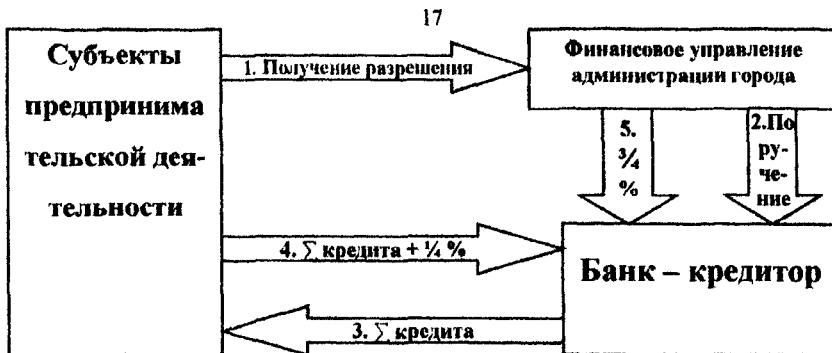 17
Субъекты
предпринима
тельской дея-
тельности
1. Получение разрешения
Финансовое управление
администрации города
5.
¾
%
2.По
ру-
че-
ние
4. ∑ кредита + ¼ %
Банк – кредитор
3. ∑ кредита